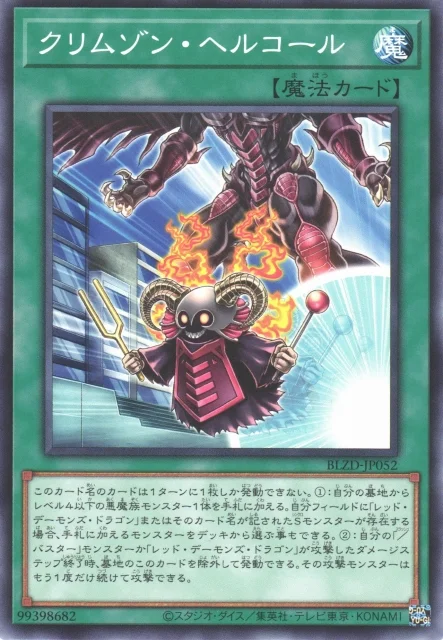 クリムゾン・ヘルコール
魔
【魔法カード】
BLZD-JP052
このカード名のカードは1ターンに1枚しか発動できない。①:自分の墓地から
レベル4以下の悪魔族モンスター1体を手札に加える。自分フィールドに「レッド・
デーモンズ・ドラゴン」またはそのカード名が記されたSモンスターが存在する
場合、手札に加えるモンスターをデッキから選ぶ事もできる。②:自分の「/
バスター」モンスターか「レッド・デーモンズ・ドラゴン」が攻撃したダメージス
テップ終了時、墓地のこのカードを除外して発動できる。その攻撃モンスターは
もう1度だけ続けて攻撃できる。
99398682
©スタジオ・ダイス/集英社・テレビ東京・KONAMI